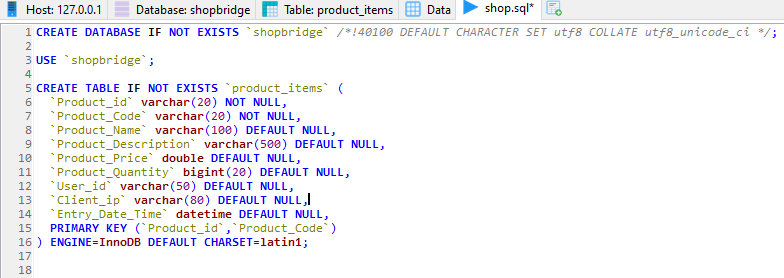 Host: 127.0.0.1 Database: shopbridge Table: product_items Data shop.sql*
1 CREATE DATABASE IF NOT EXISTS `shopbridge` /*!40100 DEFAULT CHARACTER SET utf8 COLLATE utf8_unicode_ci */;
2
3 USE `shopbridge`;
4
5 CREATE TABLE IF NOT EXISTS `product_items` (
6 `Product_id` varchar(20) NOT NULL,
7 `Product_Code` varchar(20) NOT NULL,
8 `Product_Name` varchar(100) DEFAULT NULL,
9 `Product_Description` varchar(500) DEFAULT NULL,
10 `Product_Price` double DEFAULT NULL,
11 `Product_Quantity` bigint(20) DEFAULT NULL,
12 `User_id` varchar(50) DEFAULT NULL,
13 `Client_ip` varchar(80) DEFAULT NULL,
14 `Entry_Date_Time` datetime DEFAULT NULL,
15 PRIMARY KEY (`Product_id`,`Product_Code`)
16 ) ENGINE=InnoDB DEFAULT CHARSET=latin1;
17
18